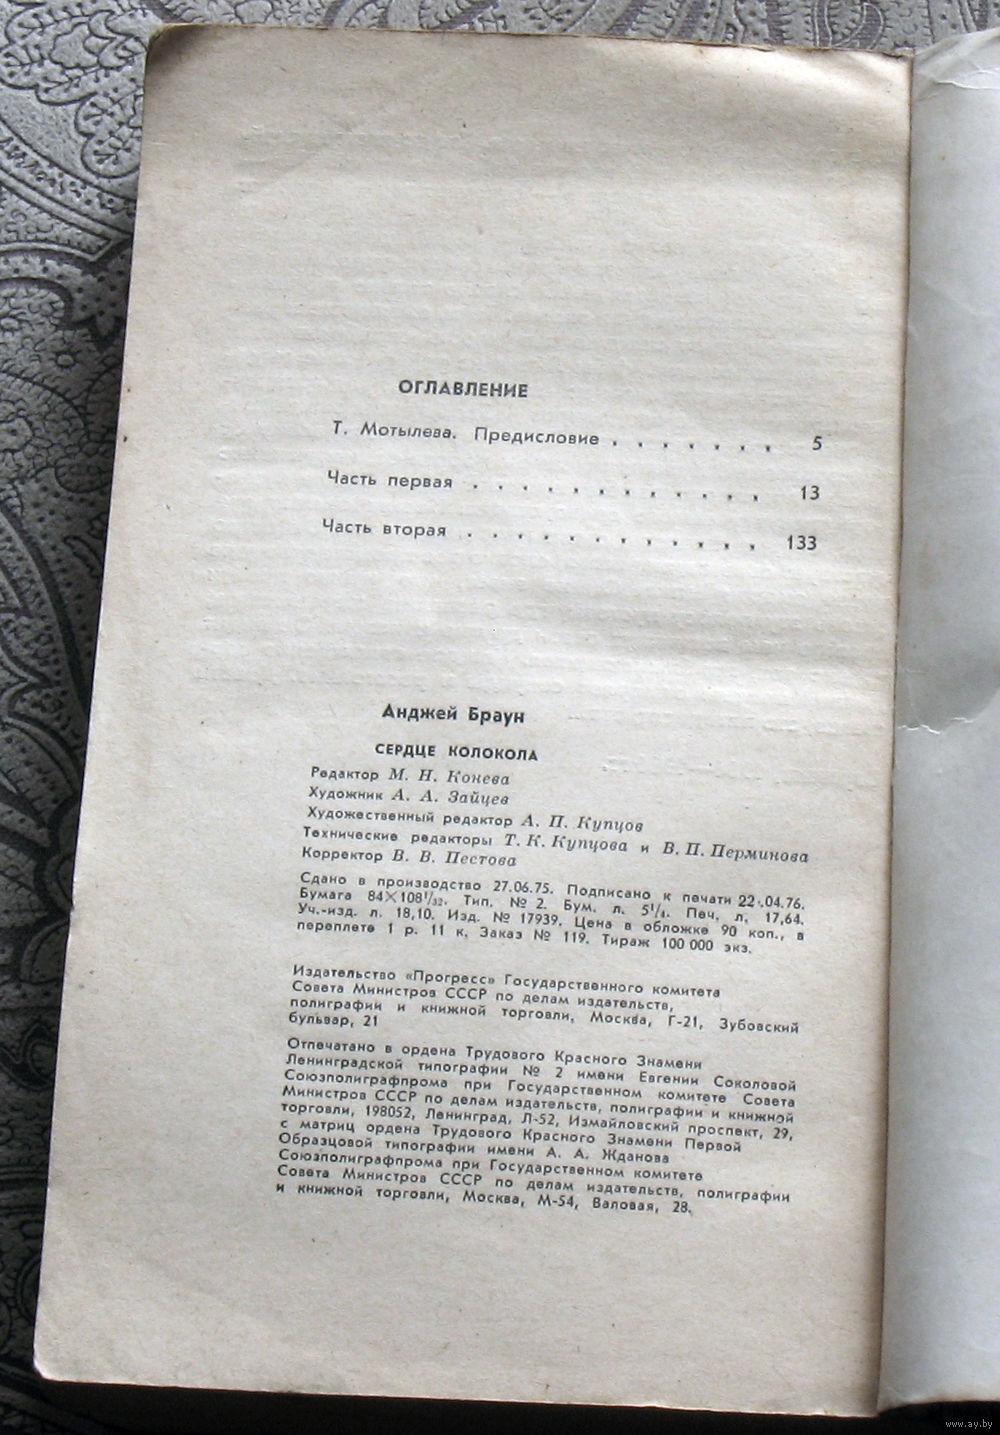 ОГЛАВЛЕНИЕ
Т. Мотылева. Предисловие . . . . . . . 5
Часть первая . . . . . . . . . . . . 13
Часть вторая . . . . . . . . . . . . 133
Анджей Браун
СЕРДЦЕ КОЛОКОЛА
Редактор М. Н. Конева
Художник А. А. Зайцев
Художественный редактор А. П. Купцов
Технические редакторы Т. К. Купцова и В. П. Перминова
Корректор В. В. Пестова
Сдано в производство 27.06.75. Подписано к печати 22.04.76.
Бумага 84×108¹/₃₂. Тип. № 2. Бум. л. 5¹/₄. Печ. л. 17,64.
Уч.-изд. л. 18,10. Изд. № 17939. Цена в обложке 90 коп., в
переплете 1 р. 11 к. Заказ № 119. Тираж 100 000 экз.
Издательство «Прогресс» Государственного комитета
Совета Министров СССР по делам издательств,
полиграфии и книжной торговли, Москва, Г-21, Зубовский
бульвар, 21
Отпечатано в ордена Трудового Красного Знамени
Ленинградской типографии № 2 имени Евгении Соколовой
Союзполиграфпрома при Государственном комитете Совета
Министров СССР по делам издательств, полиграфии и книжной
торговли, 198052, Ленинград, Л-52, Измайловский проспект, 29,
с матриц ордена Трудового Красного Знамени Первой
Образцовой типографии имени А. А. Жданова
Союзполиграфпрома при Государственном комитете
Совета Министров СССР по делам издательств, полиграфии
и книжной торговли, Москва, М-54, Валовая, 28.
www.ay.by